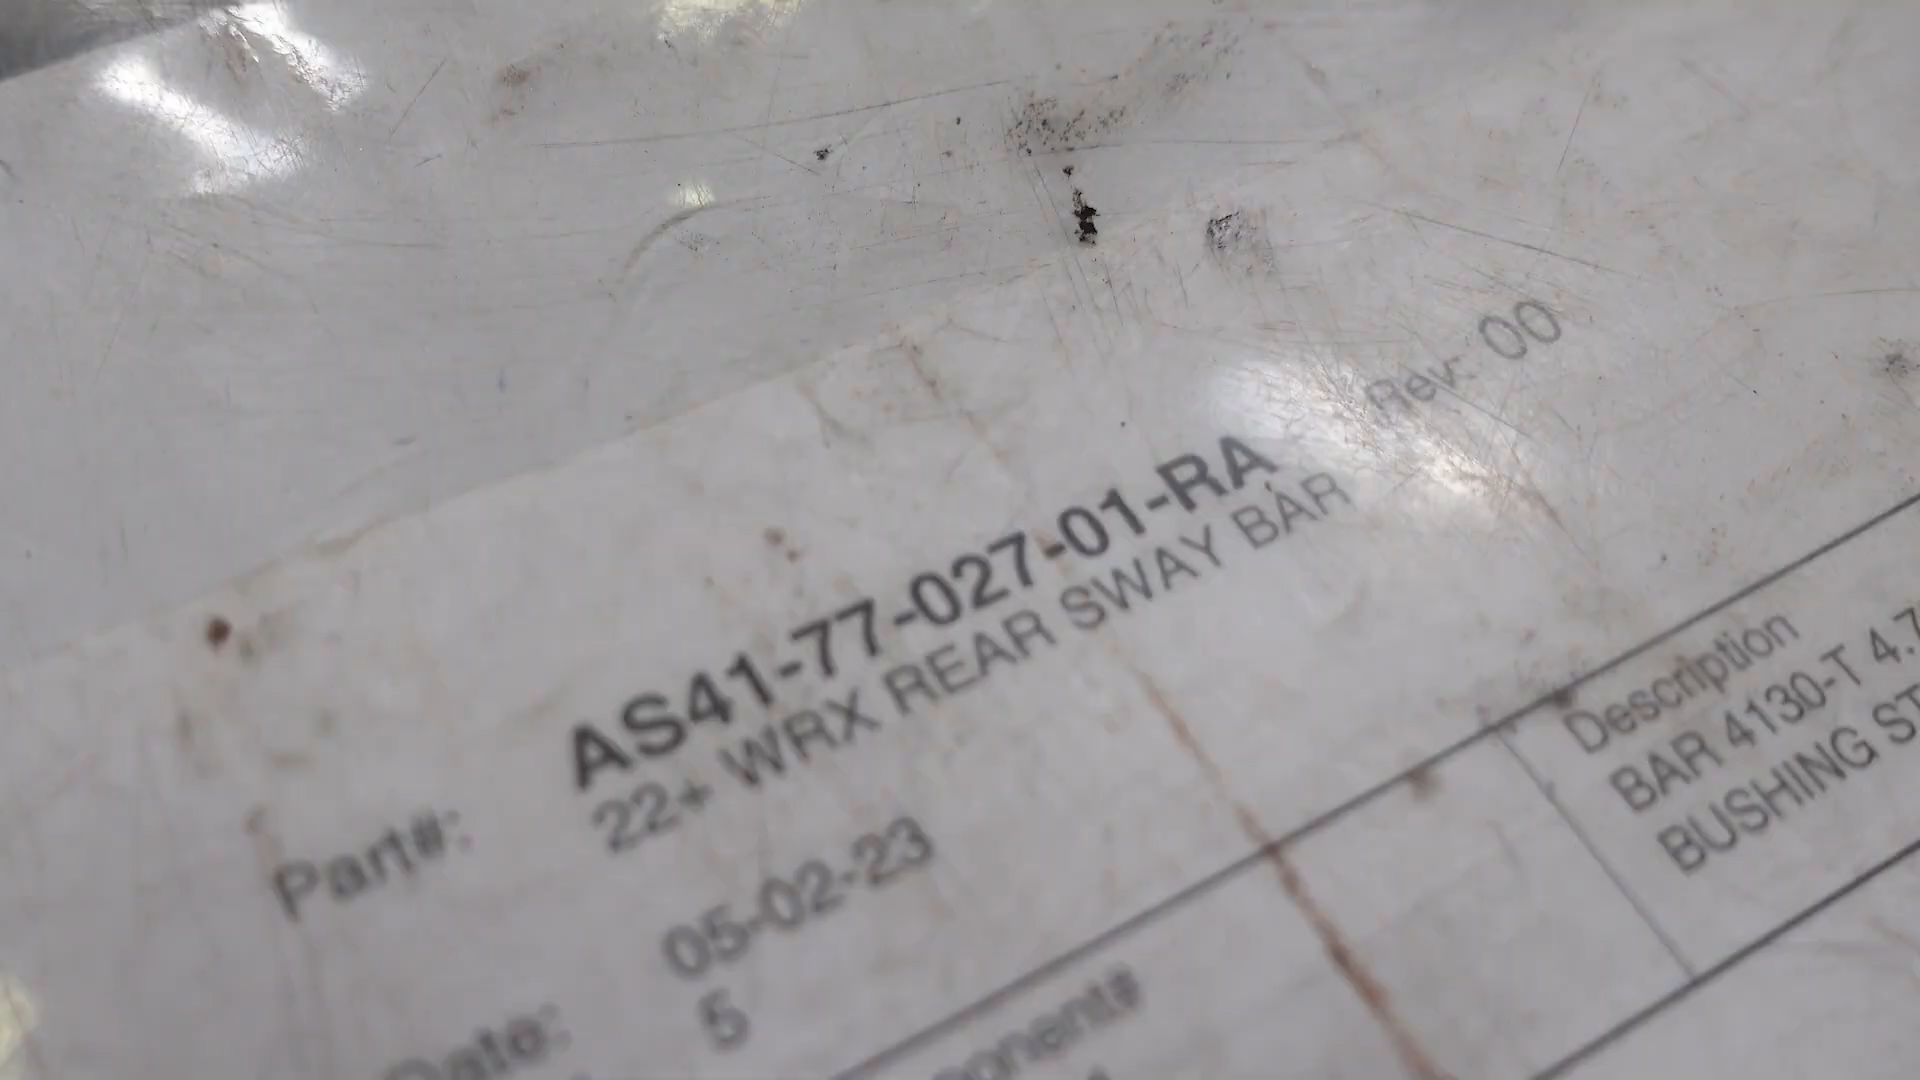 Rev: 00
Part#: AS41-77-027-01-RA
22+ WRX REAR SWAY BAR
Date: 05-02-23
5
Description
BAR 4130-T 4.7
BUSHING ST